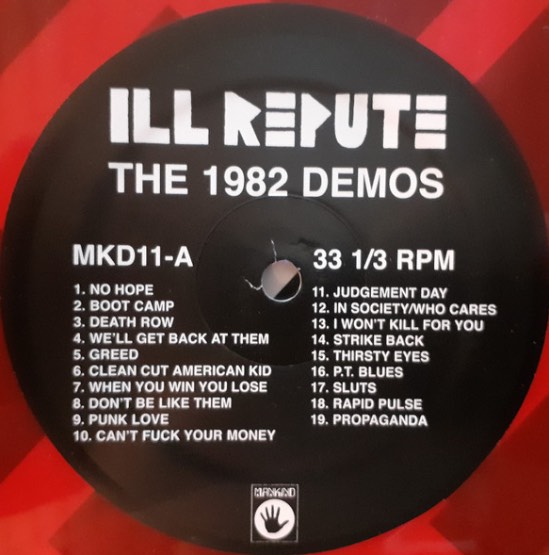 ILL REPUTE
THE 1982 DEMOS
MKD11-A
1. NO HOPE
2. BOOT CAMP
3. DEATH ROW
4. WE'LL GET BACK AT THEM
5. GREED
6. CLEAN CUT AMERICAN KID
7. WHEN YOU WIN YOU LOSE
8. DON'T BE LIKE THEM
9. PUNK LOVE
10. CAN'T FUCK YOUR MONEY
33 1/3 RPM
11. JUDGEMENT DAY
12. IN SOCIETY/WHO CARES
13. I WON'T KILL FOR YOU
14. STRIKE BACK
15. THIRSTY EYES
16. P.T. BLUES
17. SLUTS
18. RAPID PULSE
19. PROPAGANDA
MANKIND